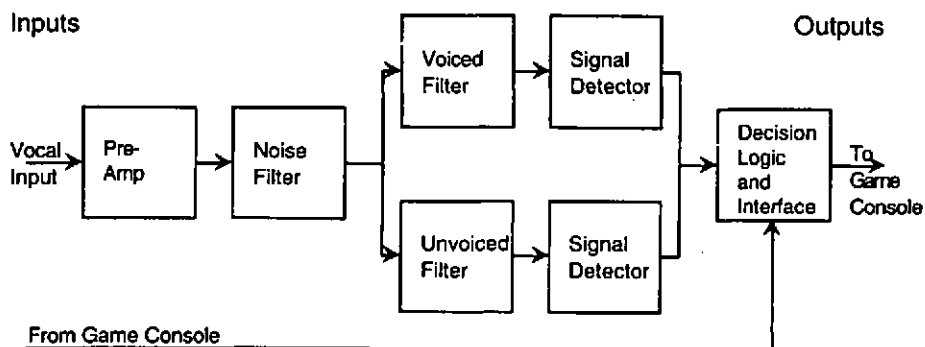 Inputs
Outputs
Voiced
Filter
Signal
Detector
Vocal
Input
Pre-
Amp
Noise
Filter
Decision
Logic
and
Interface
To
Game
Console
Unvoiced
Filter
Signal
Detector
From Game Console